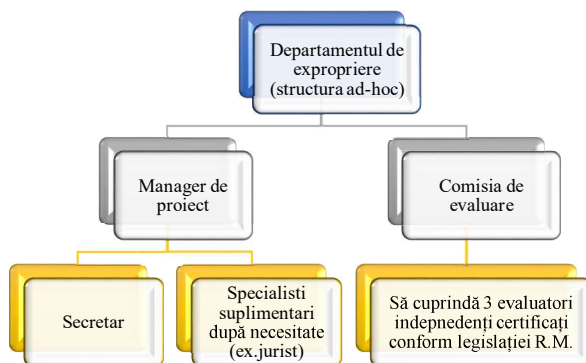 Departamentul de
expropriere
(structura ad-hoc)
Manager de
proiect
Comisia de
evaluare
Secretar
Specialisti
suplimentari
după necesitate
(ex.jurist)
Să cuprindă 3 evaluatori
indepnedenți certificați
conform legislației R.M.